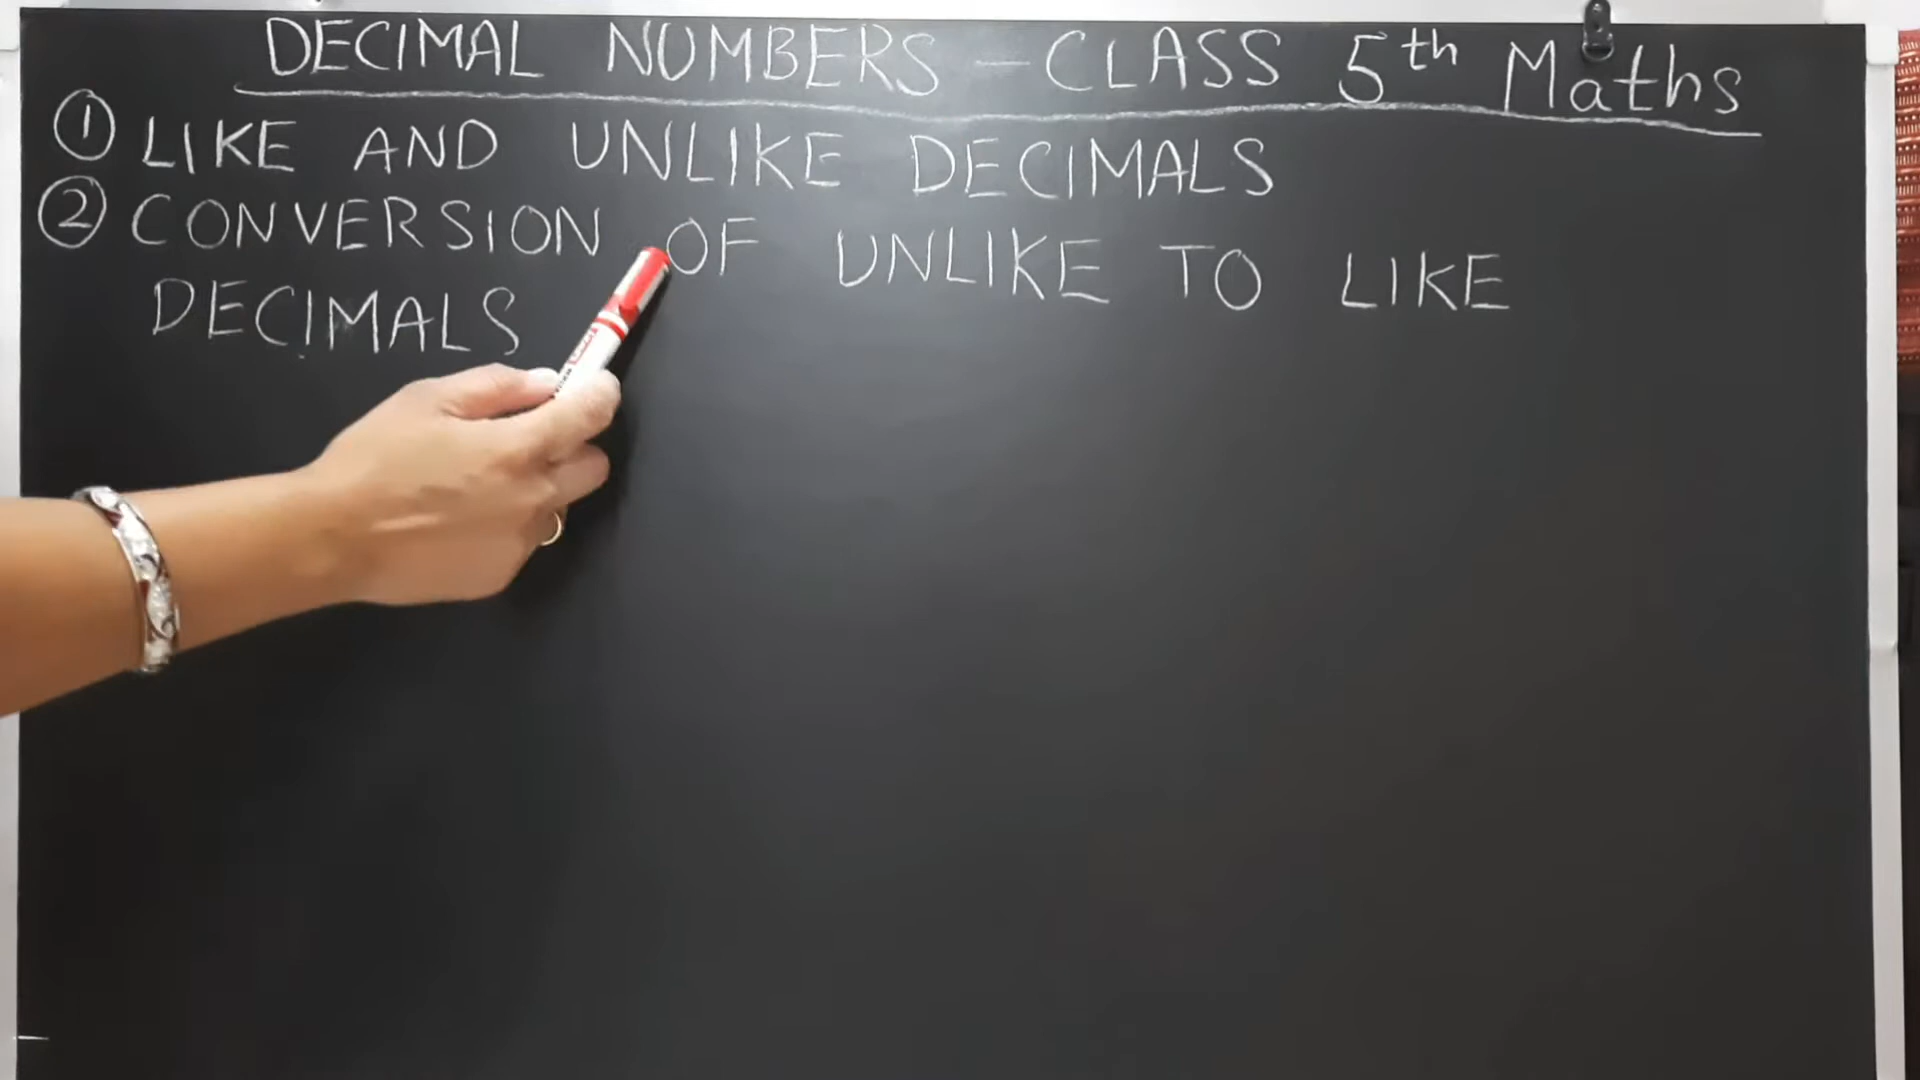 DECIMAL NUMBERS - CLASS 5th Maths
① LIKE AND UNLIKE DECIMALS
② CONVERSION OF UNLIKE TO LIKE
DECIMALS